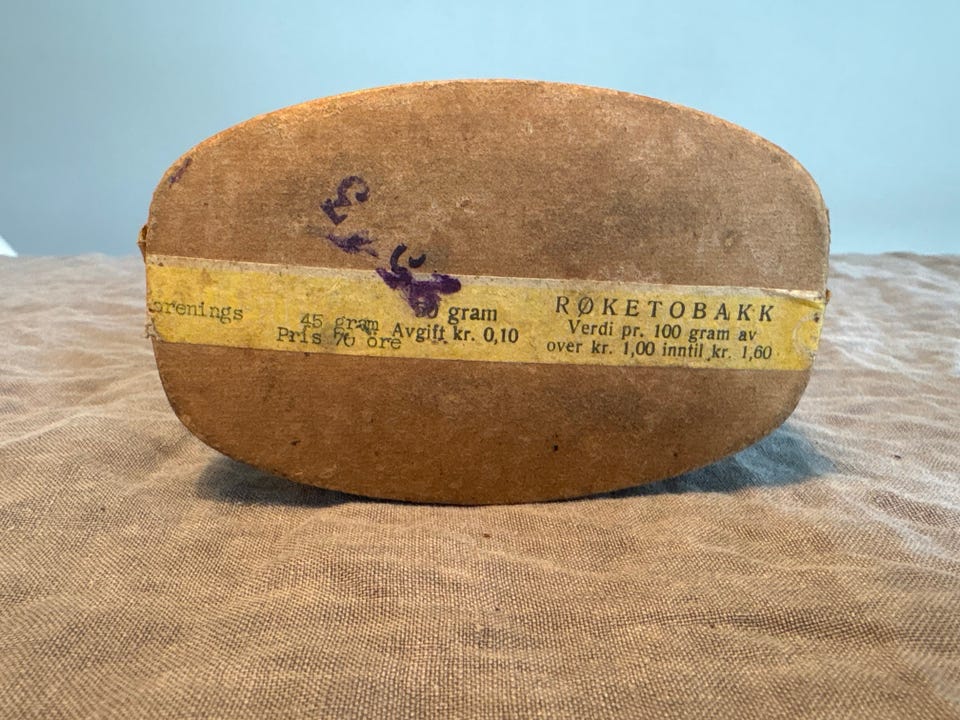 orenings
45 gram
Pris 70 öre
gram
Avgift kr. 0,10
RØKETOBAKK
Verdi pr. 100 gram av
over kr. 1,00 inntil kr. 1,60